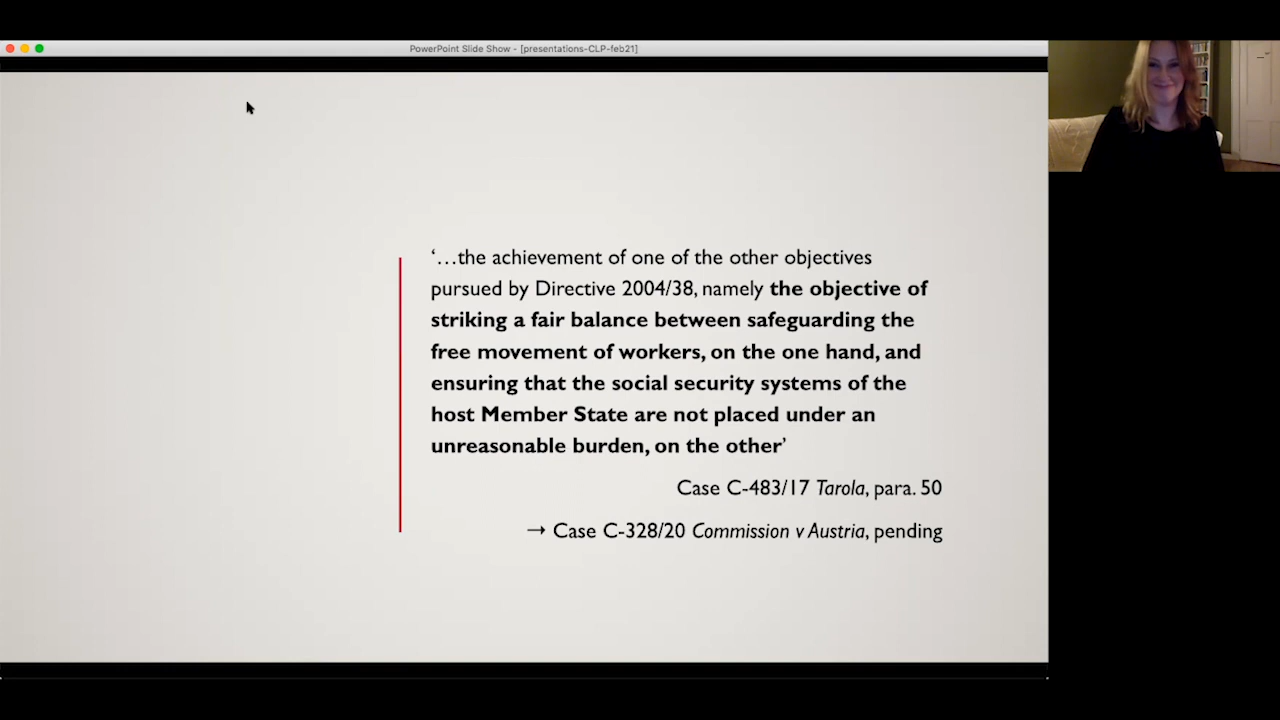 PowerPoint Slide Show - [presentations-CLP-feb21]
‘…the achievement of one of the other objectives
pursued by Directive 2004/38, namely the objective of
striking a fair balance between safeguarding the
free movement of workers, on the one hand, and
ensuring that the social security systems of the
host Member State are not placed under an
unreasonable burden, on the other’
Case C-483/17 Tarola, para. 50
→ Case C-328/20 Commission v Austria, pending